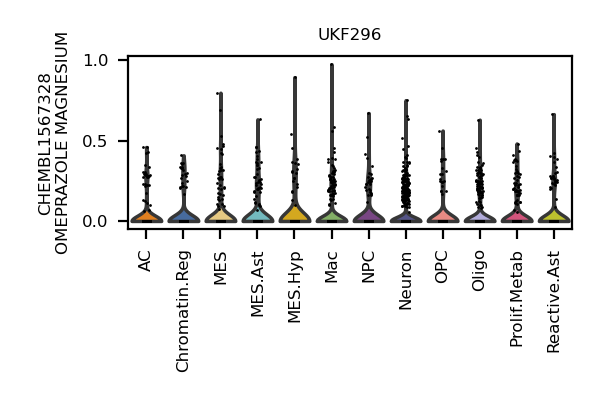 UKF296
CHEMBL1567328
OMEPRAZOLE MAGNESIUM
1.0
0.5
0.0
AC
Chromatin.Reg
MES
MES.Ast
MES.Hyp
Mac
NPC
Neuron
OPC
Oligo
Prolif.Metab
Reactive.Ast